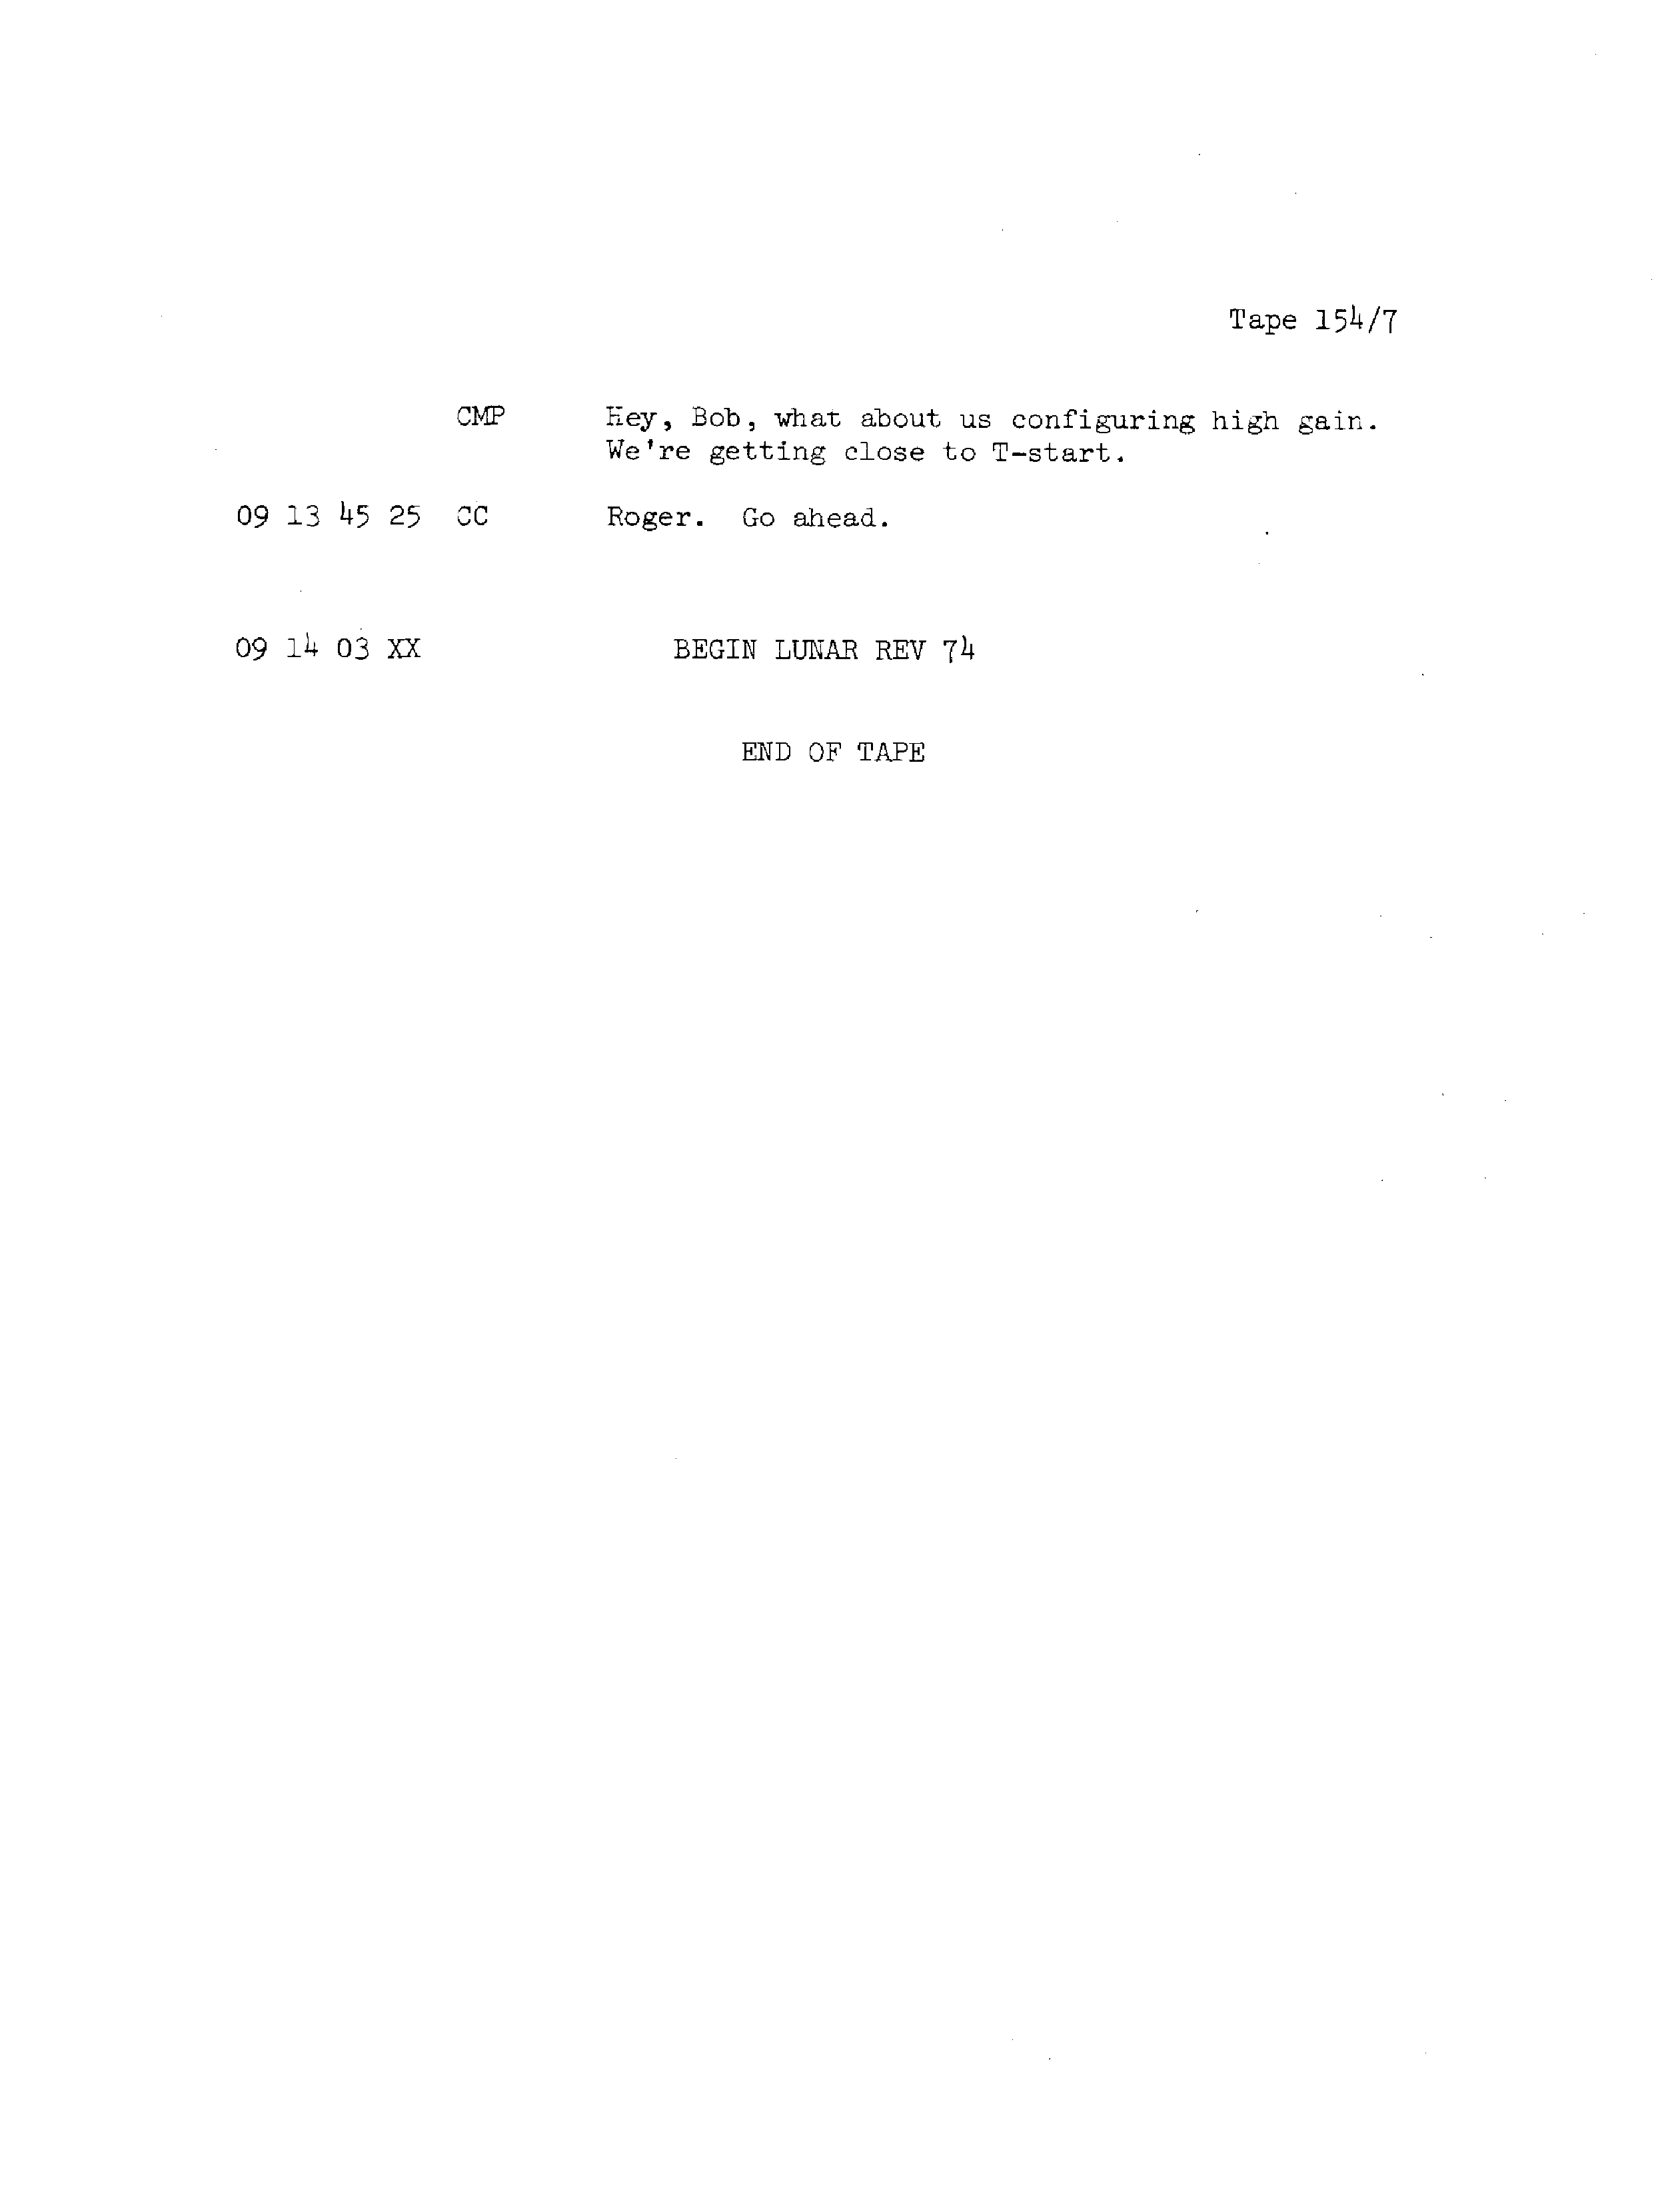 Tape 154/7
CMP Hey, Bob, what about us configuring high gain.
We're getting close to T-start.
09 13 45 25 CC Roger. Go ahead.
09 14 03 XX BEGIN LUNAR REV 74
END OF TAPE